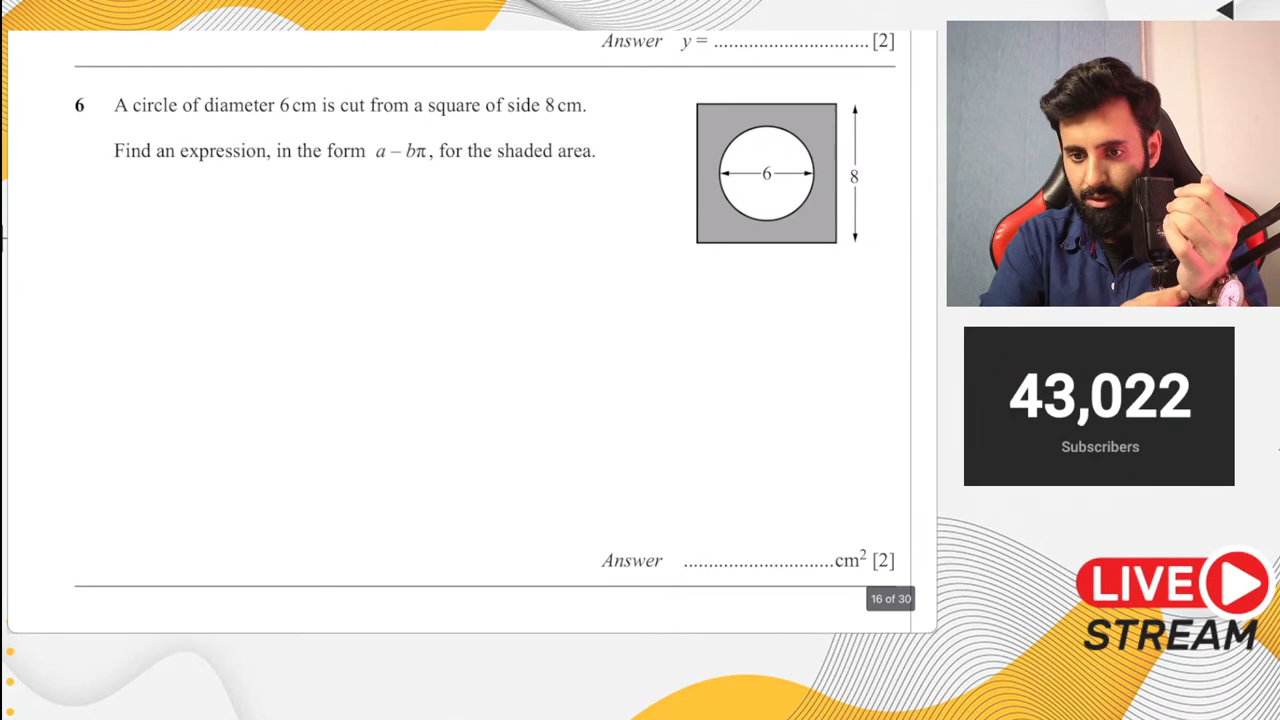 Answer y = ............................... [2]
6 A circle of diameter 6 cm is cut from a square of side 8 cm.
Find an expression, in the form a – bπ, for the shaded area.
6
8
43,022
Subscribers
Answer ..............................cm² [2]
16 of 30
LIVE
STREAM